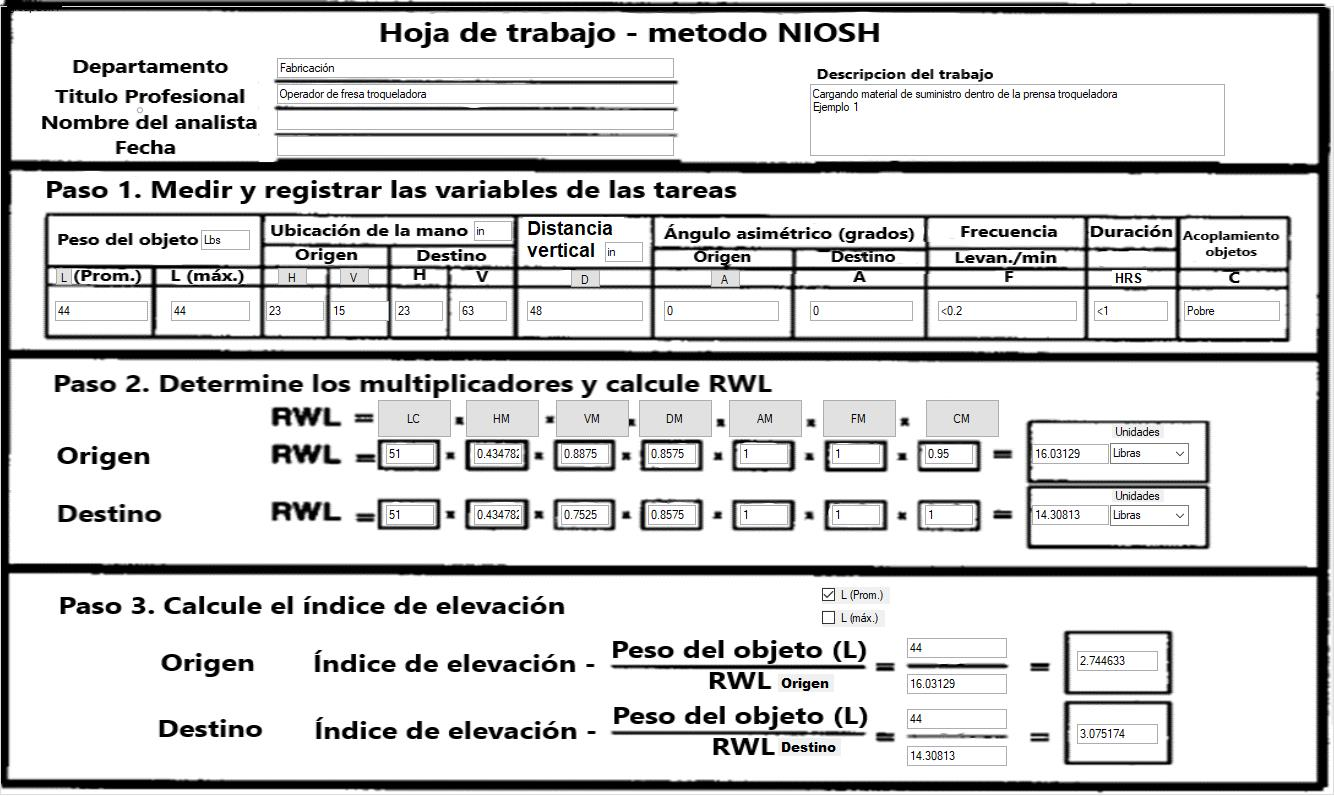 Hoja de trabajo - metodo NIOSH
Departamento Fabricación
Descripcion del trabajo
Titulo Profesional Operador de fresa troqueladora
Cargando material de suministro dentro de la prensa troqueladora
Ejemplo 1
Nombre del analista
Fecha
Paso 1. Medir y registrar las variables de las tareas
Peso del objeto Lbs Ubicación de la mano in Distancia vertical in Ángulo asimétrico (grados) Frecuencia Duración Acoplamiento objetos
Origen Destino Origen Destino Levan./min
L (Prom.) L (máx.) H V H V D A A F HRS C
44 44 23 15 23 63 48 0 0 <0.2 <1 Pobre
Paso 2. Determine los multiplicadores y calcule RWL
RWL = LC x HM x VM x DM x AM x FM x CM
Unidades
Origen RWL = 51 x 0.434782 x 0.8875 x 0.8575 x 1 x 1 x 0.95 = 16.03129 Libras
Unidades
Destino RWL = 51 x 0.434782 x 0.7525 x 0.8575 x 1 x 1 x 1 = 14.30813 Libras
Paso 3. Calcule el índice de elevación
L (Prom.)
L (máx.)
Origen Índice de elevación - Peso del objeto (L) = 44 = 2.744633
RWL Origen 16.03129
Destino Índice de elevación - Peso del objeto (L) = 44 = 3.075174
RWL Destino 14.30813